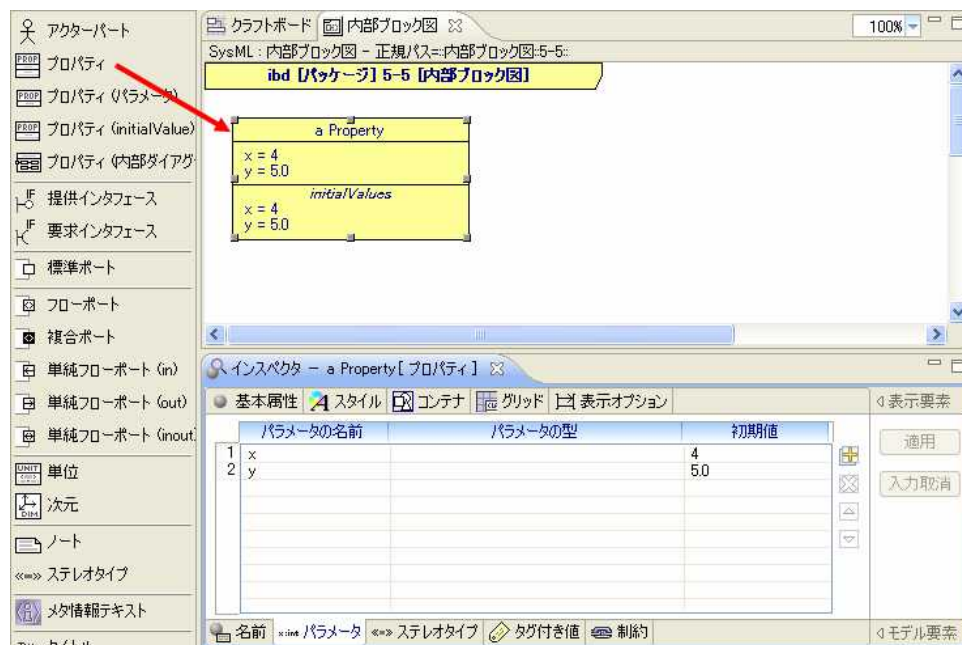 アクターパート
プロパティ
プロパティ (パラメータ)
プロパティ (initialValue)
プロパティ (内部ダイアグ
提供インタフェース
要求インタフェース
標準ポート
フローポート
複合ポート
単純フローポート (in)
単純フローポート (out)
単純フローポート (inout
単位
次元
ノート
«=» ステレオタイプ
メタ情報テキスト
クラフトボード
内部ブロック図
100%
SysML : 内部ブロック図 - 正規パス=::内部ブロック図:5-5::
ibd [パッケージ] 5-5 [内部ブロック図]
a Property
x = 4
y = 5.0
initialValues
x = 4
y = 5.0
インスペクタ - a Property[ プロパティ ]
基本属性 スタイル コンテナ グリッド 表示オプション
表示要素
パラメータの名前 パラメータの型 初期値
1 x 4
2 y 5.0
適用
入力取消
名前 x:int パラメータ «=» ステレオタイプ タグ付き値 制約
モデル要素